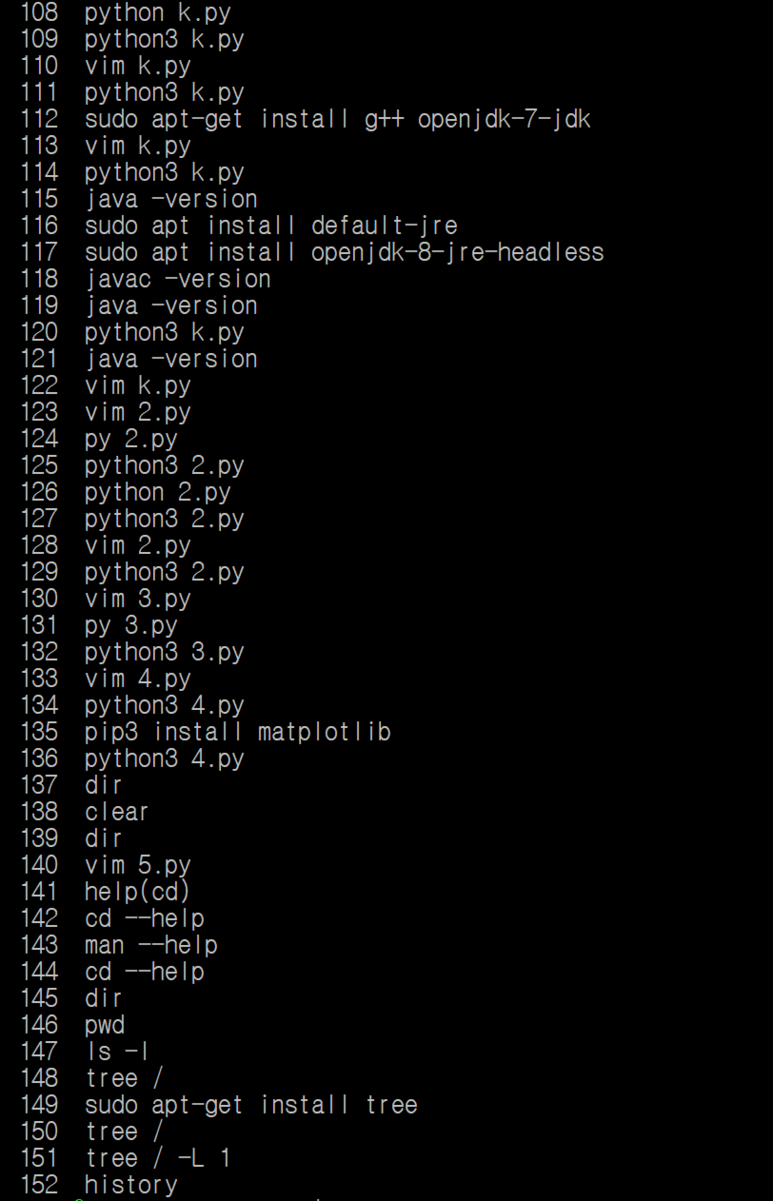 108 python k.py
109 python3 k.py
110 vim k.py
111 python3 k.py
112 sudo apt-get install g++ openjdk-7-jdk
113 vim k.py
114 python3 k.py
115 java -version
116 sudo apt install default-jre
117 sudo apt install openjdk-8-jre-headless
118 javac -version
119 java -version
120 python3 k.py
121 java -version
122 vim k.py
123 vim 2.py
124 py 2.py
125 python3 2.py
126 python 2.py
127 python3 2.py
128 vim 2.py
129 python3 2.py
130 vim 3.py
131 py 3.py
132 python3 3.py
133 vim 4.py
134 python3 4.py
135 pip3 install matplotlib
136 python3 4.py
137 dir
138 clear
139 dir
140 vim 5.py
141 help(cd)
142 cd --help
143 man --help
144 cd --help
145 dir
146 pwd
147 ls -l
148 tree /
149 sudo apt-get install tree
150 tree /
151 tree / -L 1
152 history